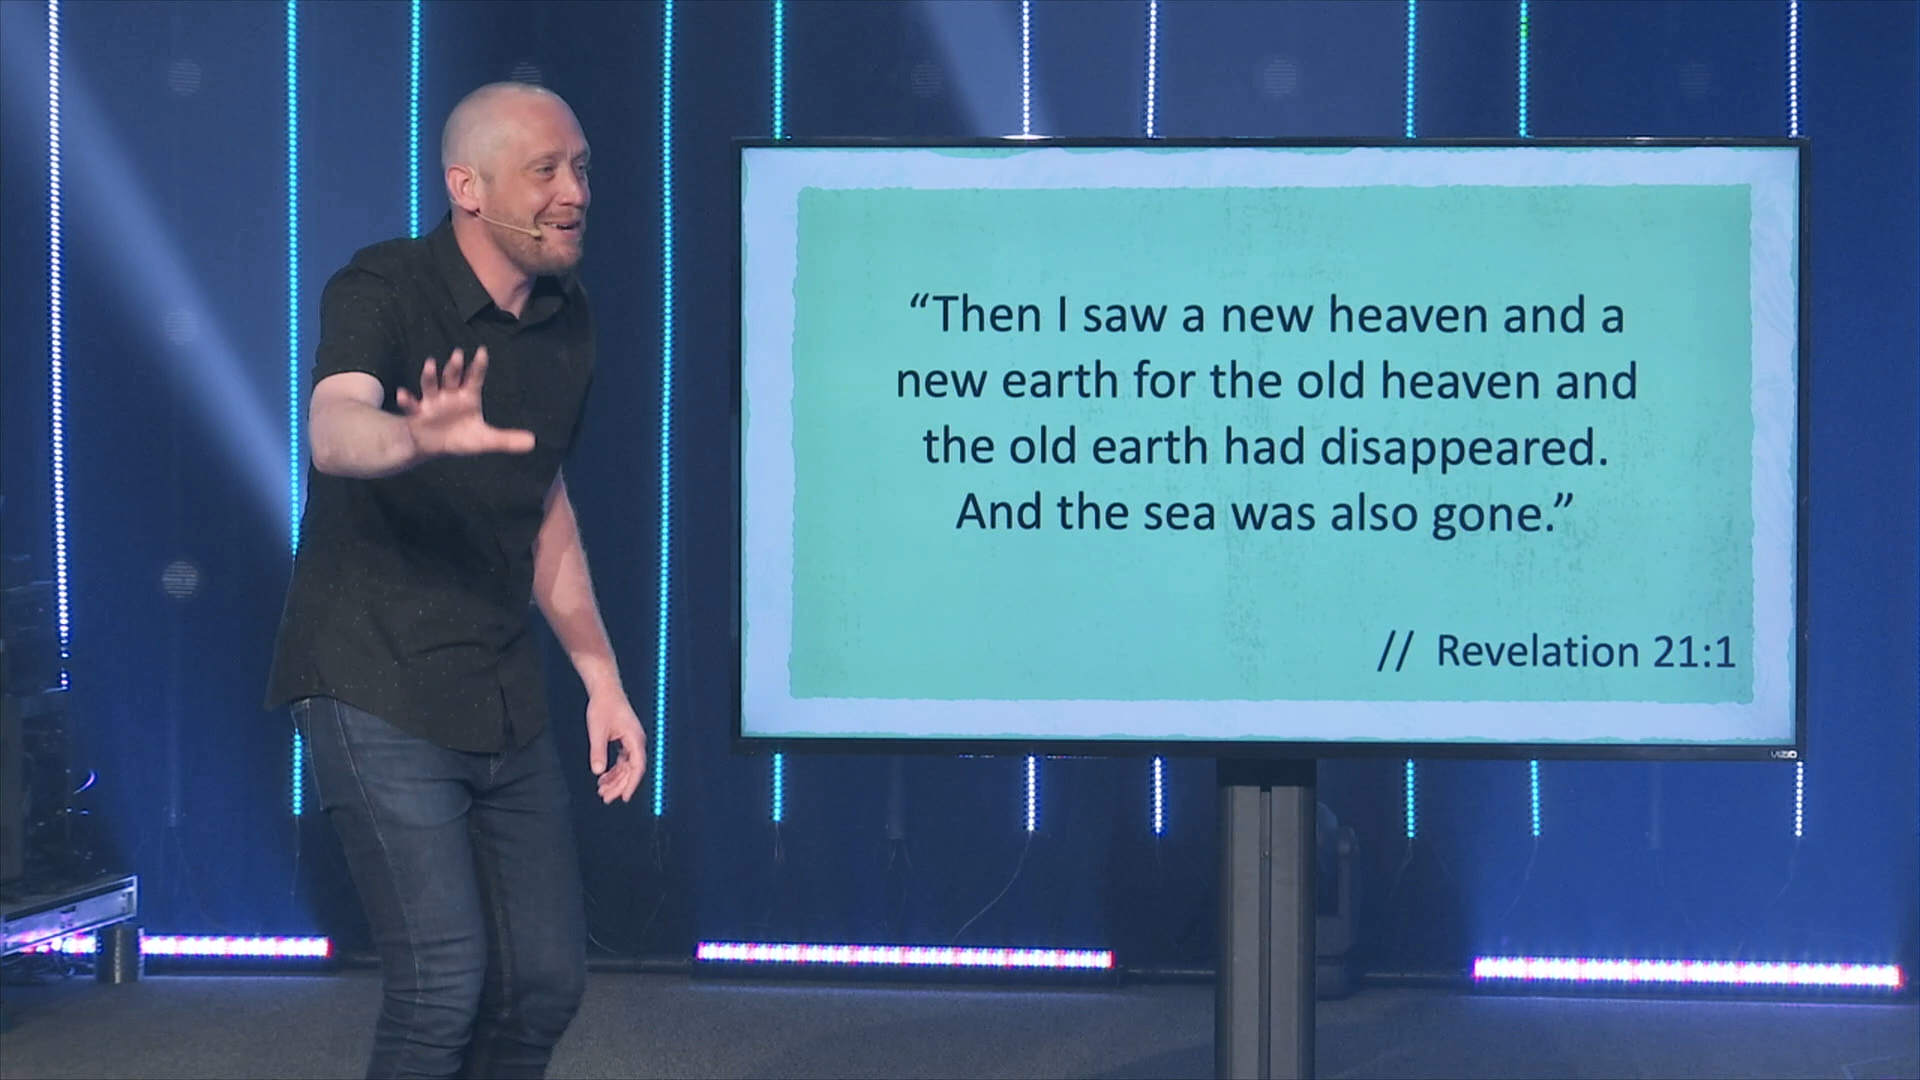 “Then I saw a new heaven and a
new earth for the old heaven and
the old earth had disappeared.
And the sea was also gone.”
// Revelation 21:1
VIZIO